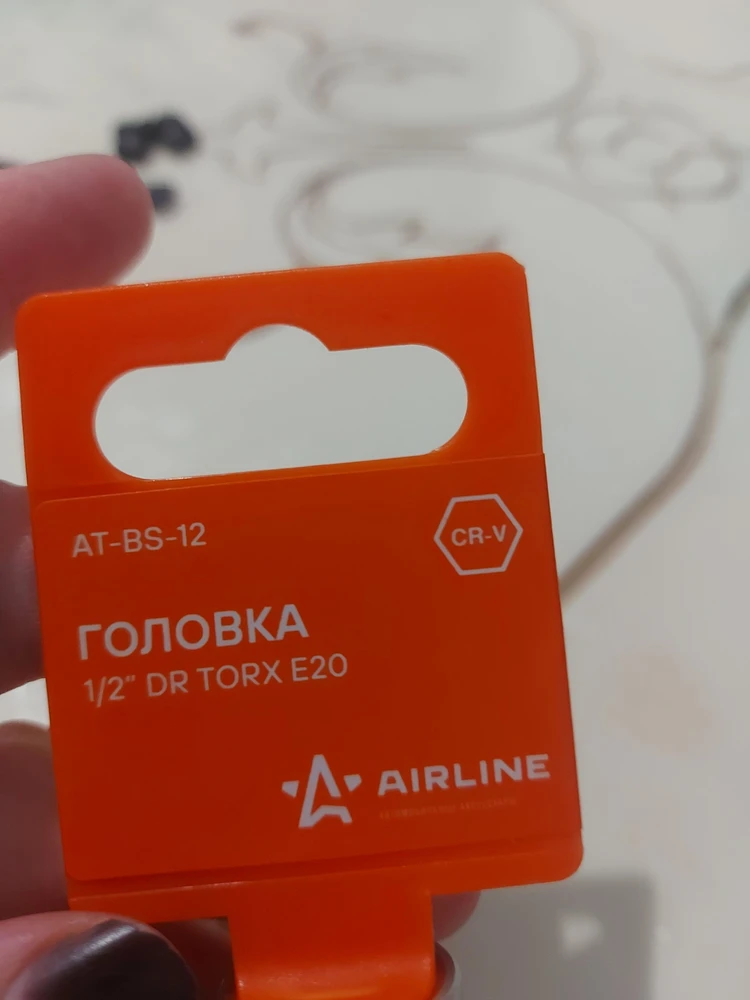 AT-BS-12
CR-V
ГОЛОВКА
1/2" DR TORX E20
AIRLINE